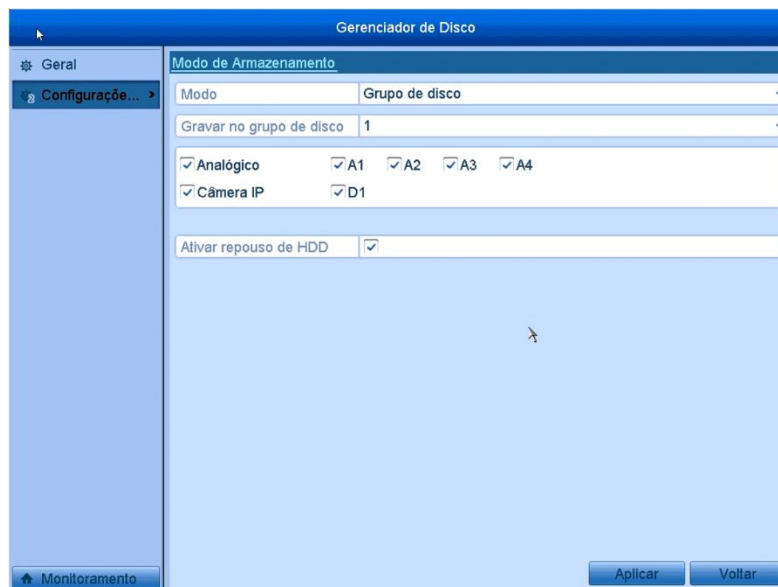 Gerenciador de Disco
Geral
Configuraçõe...
Modo de Armazenamento
Modo Grupo de disco
Gravar no grupo de disco 1
Analógico A1 A2 A3 A4
Câmera IP D1
Ativar repouso de HDD
Monitoramento
Aplicar Voltar